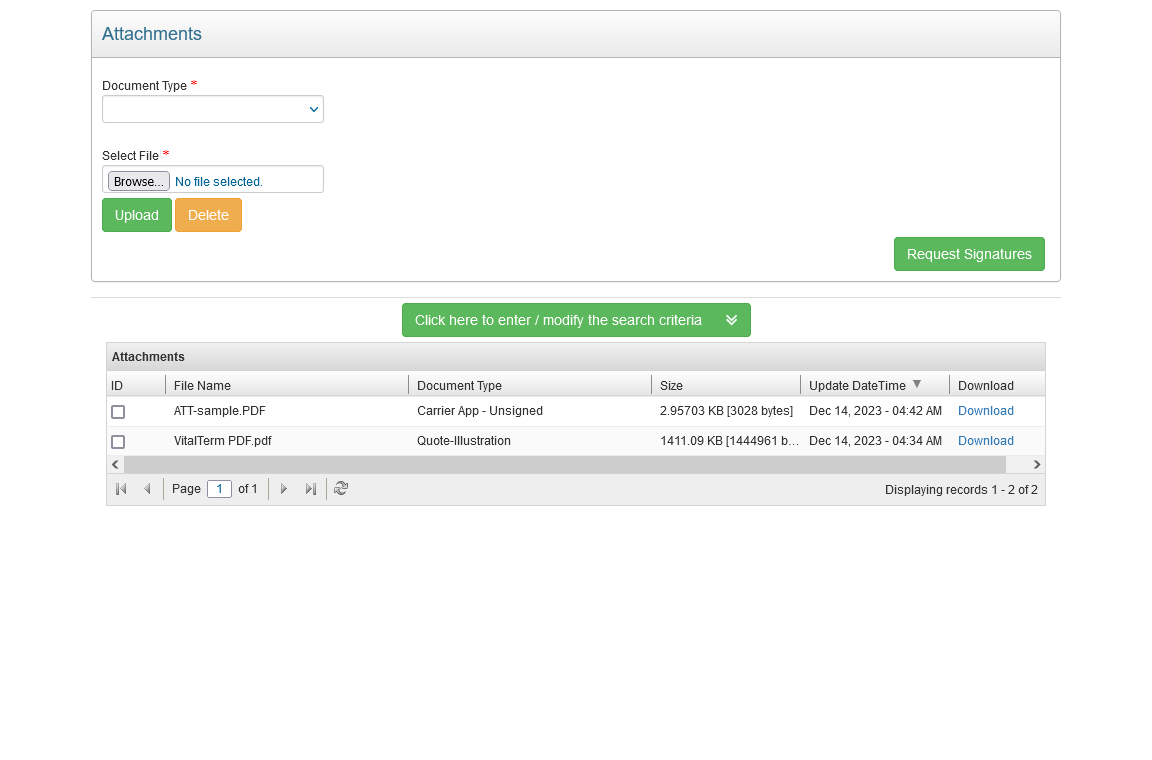 Attachments
Document Type *
Select File *
Browse... No file selected.
Upload Delete
Request Signatures
Click here to enter / modify the search criteria
Attachments
ID File Name Document Type Size Update DateTime Download
ATT-sample.PDF Carrier App - Unsigned 2.95703 KB [3028 bytes] Dec 14, 2023 - 04:42 AM Download
VitalTerm PDF.pdf Quote-Illustration 1411.09 KB [1444961 b... Dec 14, 2023 - 04:34 AM Download
Page 1 of 1 Displaying records 1 - 2 of 2